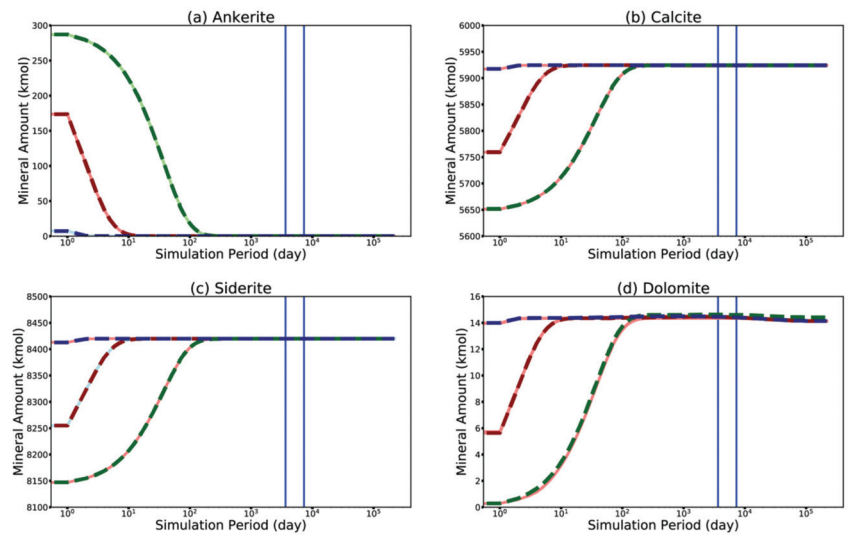 (a) Ankerite
Mineral Amount (kmol)
300
250
200
150
100
50
0
10⁰ 10¹ 10² 10³ 10⁴ 10⁵
Simulation Period (day)
(b) Calcite
Mineral Amount (kmol)
6000
5950
5900
5850
5800
5750
5700
5650
5600
10⁰ 10¹ 10² 10³ 10⁴ 10⁵
Simulation Period (day)
(c) Siderite
Mineral Amount (kmol)
8500
8450
8400
8350
8300
8250
8200
8150
8100
10⁰ 10¹ 10² 10³ 10⁴ 10⁵
Simulation Period (day)
(d) Dolomite
Mineral Amount (kmol)
16
14
12
10
8
6
4
2
0
10⁰ 10¹ 10² 10³ 10⁴ 10⁵
Simulation Period (day)